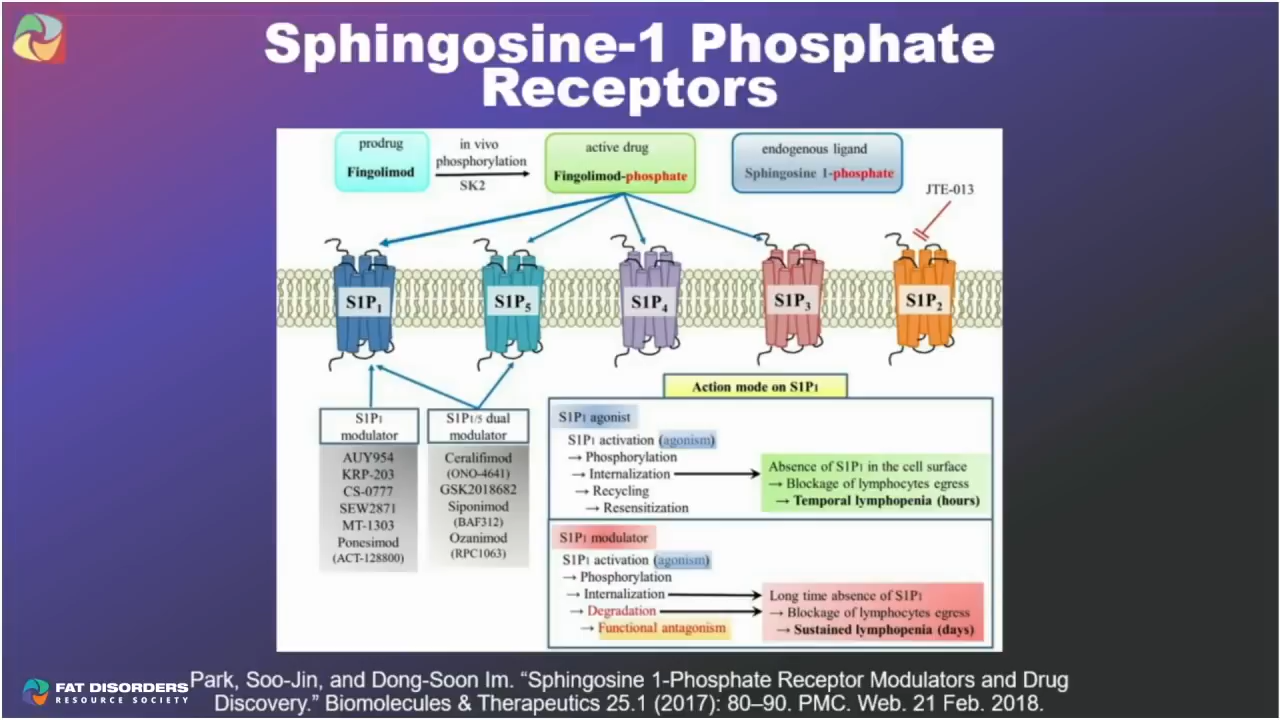 Sphingosine-1 Phosphate
Receptors
prodrug
Fingolimod
in vivo
phosphorylation
SK2
active drug
Fingolimod-phosphate
endogenous ligand
Sphingosine 1-phosphate
JTE-013
S1P1
S1P5
S1P4
S1P3
S1P2
S1P1
modulator
AUY954
KRP-203
CS-0777
SEW2871
MT-1303
Ponesimod
(ACT-128800)
S1P1/5 dual
modulator
Ceralifimod
(ONO-4641)
GSK2018682
Siponimod
(BAF312)
Ozanimod
(RPC1063)
Action mode on S1P1
S1P1 agonist
S1P1 activation (agonism)
→ Phosphorylation
→ Internalization
→ Recycling
→ Resensitization
Absence of S1P1 in the cell surface
→ Blockage of lymphocytes egress
→ Temporal lymphopenia (hours)
S1P1 modulator
S1P1 activation (agonism)
→ Phosphorylation
→ Internalization
→ Degradation
→ Functional antagonism
Long time absence of S1P1
→ Blockage of lymphocytes egress
→ Sustained lymphopenia (days)
FAT DISORDERS
RESOURCE SOCIETY
Park, Soo-Jin, and Dong-Soon Im. “Sphingosine 1-Phosphate Receptor Modulators and Drug
Discovery.” Biomolecules & Therapeutics 25.1 (2017): 80–90. PMC. Web. 21 Feb. 2018.